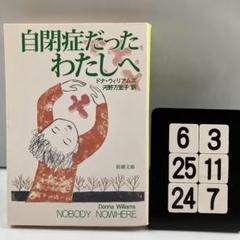 自閉症だった
わたしへ
ドナ・ウィリアムズ
河野万里子 訳
新潮文庫
Donna Williams
NOBODY NOWHERE
6 3
25 11
24 7